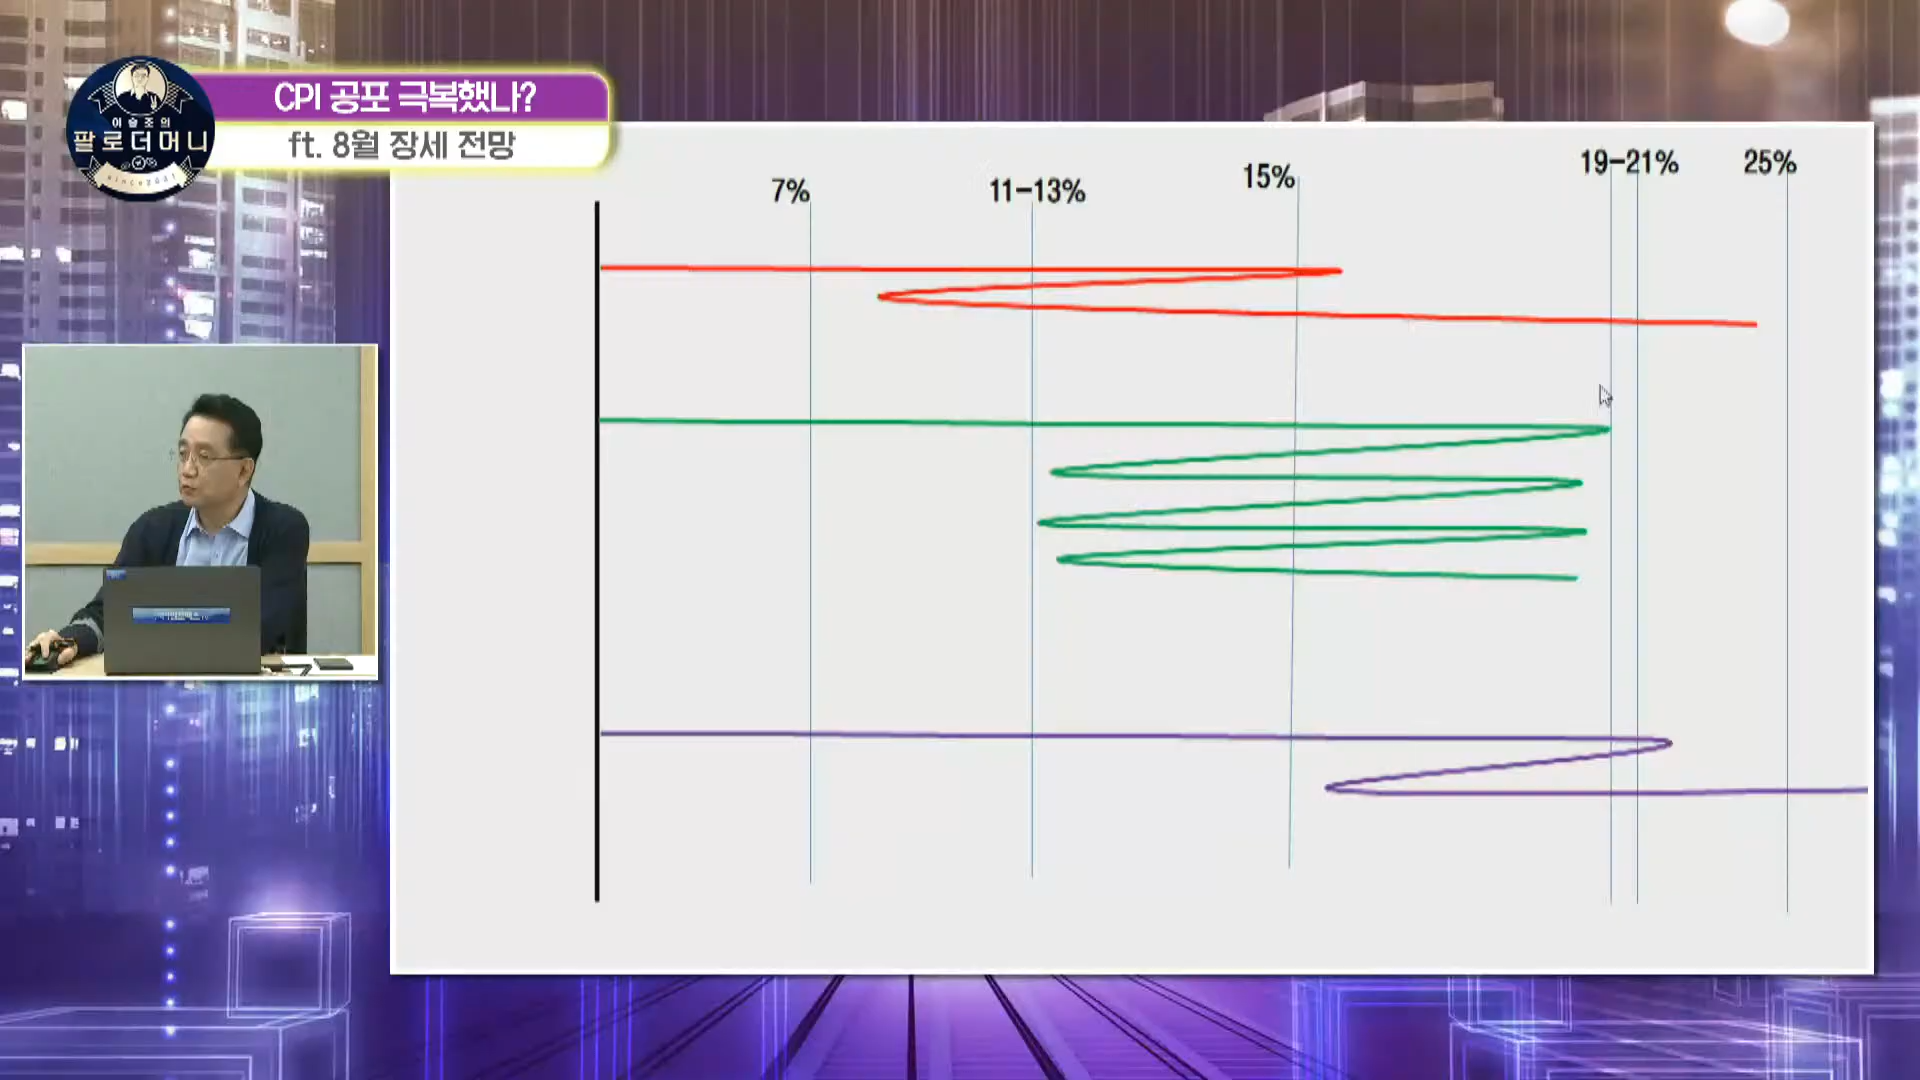 CPI 공포 극복했나?
ft. 8월 장세 전망
이승조의
팔로더머니
7%
11-13%
15%
19-21%
25%